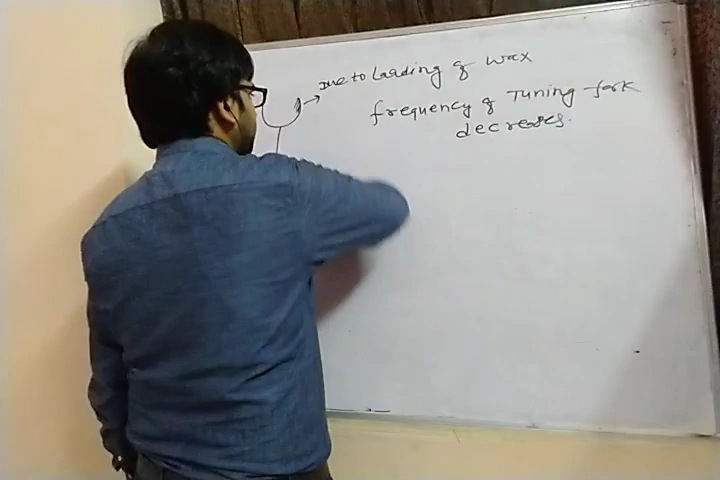 Due to Loading of wax
frequency of Tuning fork
decreases.